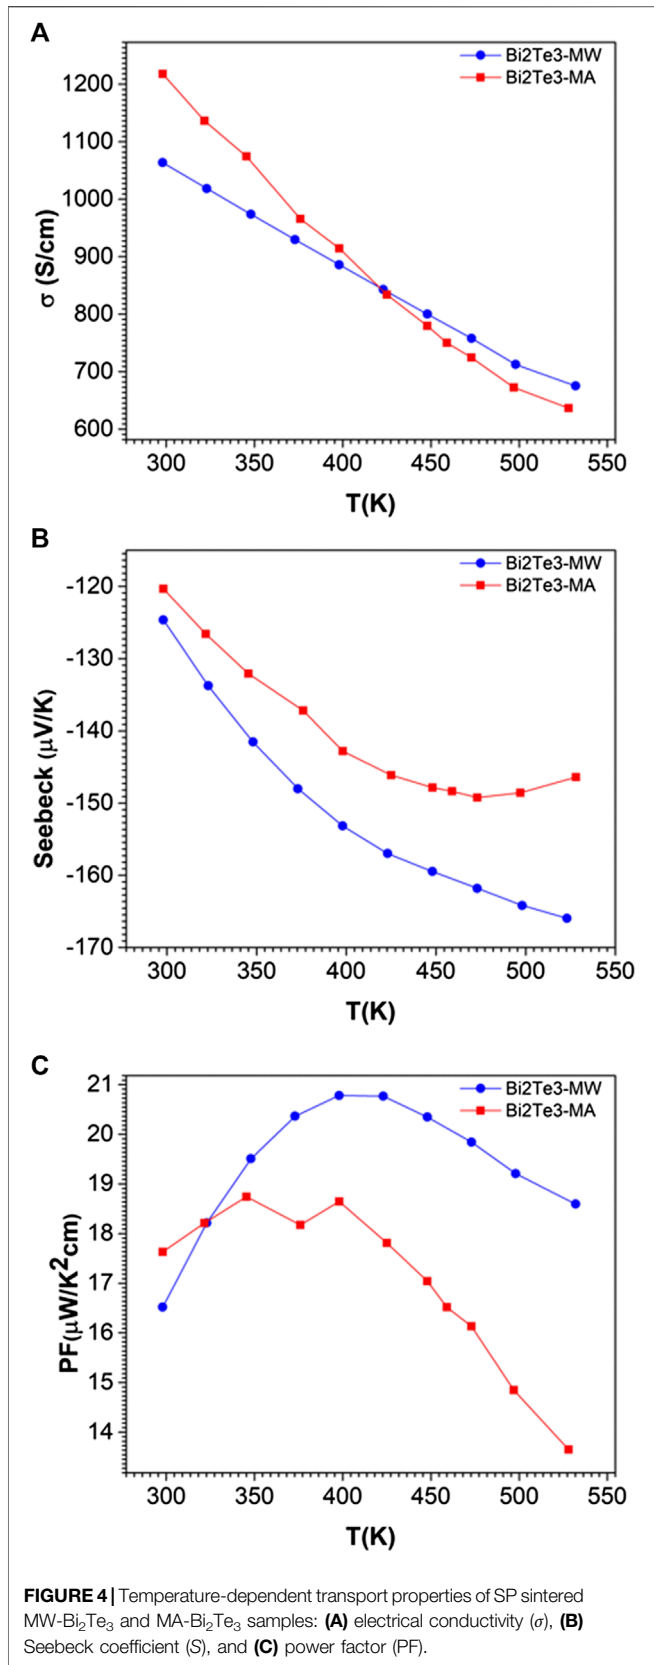 A
Bi2Te3-MW
Bi2Te3-MA
1200
1100
1000
900
800
700
600
σ (S/cm)
300 350 400 450 500 550
T(K)
B
Bi2Te3-MW
Bi2Te3-MA
-120
-130
-140
-150
-160
-170
Seebeck (μV/K)
300 350 400 450 500 550
T(K)
C
Bi2Te3-MW
Bi2Te3-MA
21
20
19
18
17
16
15
14
PF(μW/K²cm)
300 350 400 450 500 550
T(K)
FIGURE 4 | Temperature-dependent transport properties of SP sintered
MW-Bi₂Te₃ and MA-Bi₂Te₃ samples: (A) electrical conductivity (σ), (B)
Seebeck coefficient (S), and (C) power factor (PF).